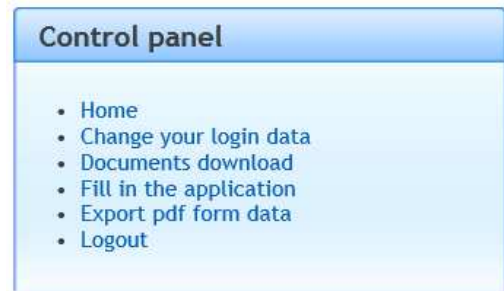 Control panel
• Home
• Change your login data
• Documents download
• Fill in the application
• Export pdf form data
• Logout